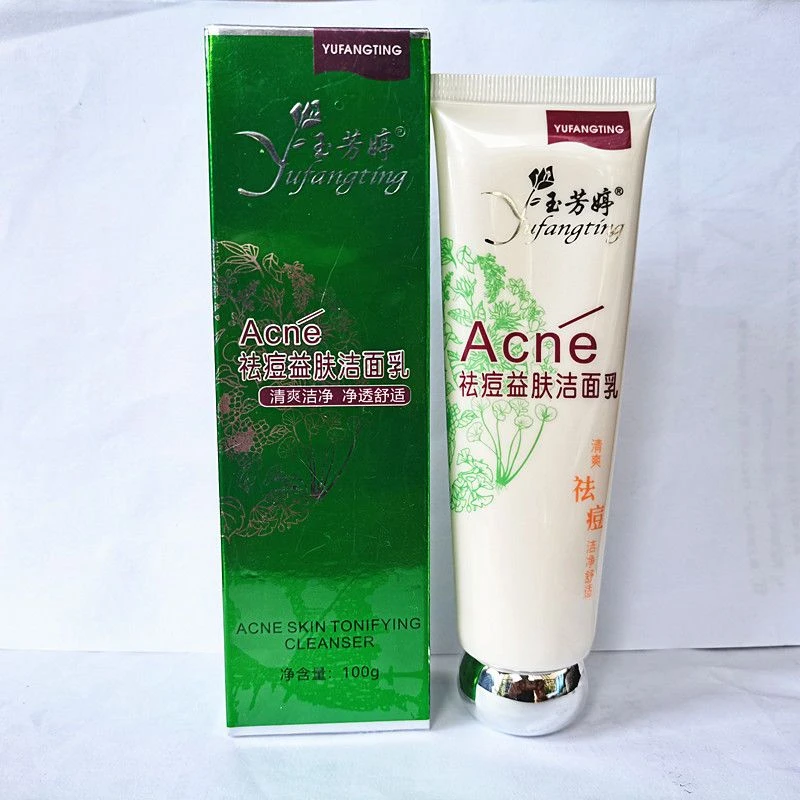 YUFANGTING
玉芳婷®
Yufangting
Acne
祛痘益肤洁面乳
清爽洁净 净透舒适
ACNE SKIN TONIFYING
CLEANSER
净含量：100g
YUFANGTING
玉芳婷®
Yufangting
Acne
祛痘益肤洁面乳
清爽
祛痘
洁净舒适